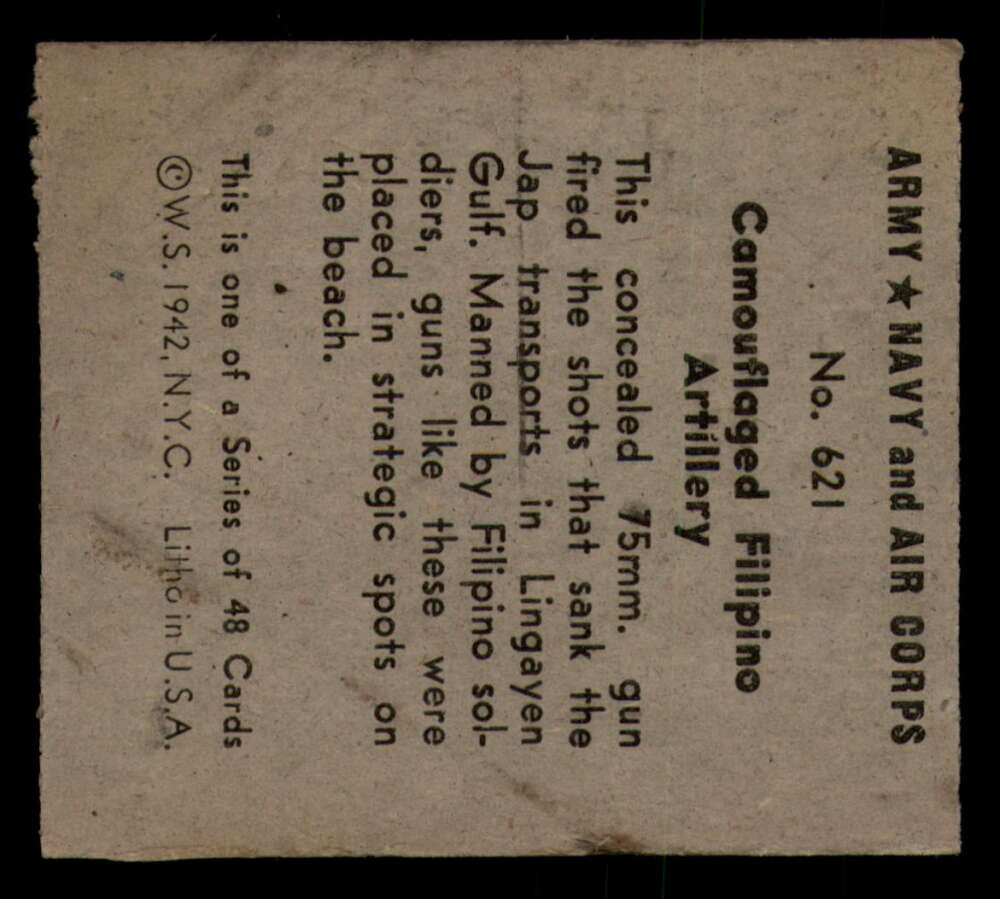 ARMY ★ NAVY and AIR CORPS
No. 621
Camouflaged Filipino
Artillery
This concealed 75mm. gun
fired the shots that sank the
Jap transports in Lingayen
Gulf. Manned by Filipino sol-
diers, guns like these were
placed in strategic spots on
the beach.
This is one of a Series of 48 Cards
©W.S. 1942, N.Y.C. Litho in U.S.A.